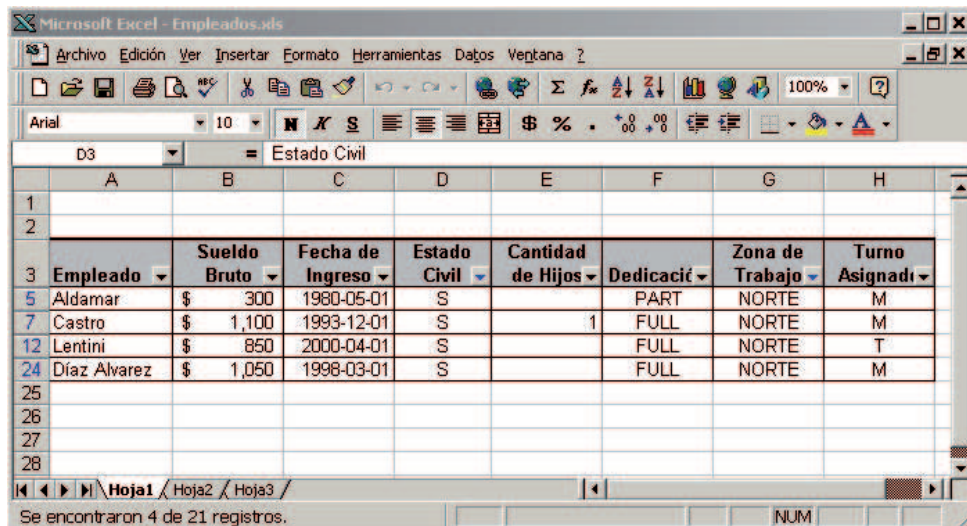 Microsoft Excel - Empleados.xls
Archivo Edición Ver Insertar Formato Herramientas Datos Ventana ?
100%
Arial 10 N K S $ % .
D3 = Estado Civil
A B C D E F G H
1
2
3 Empleado Sueldo Bruto Fecha de Ingreso Estado Civil Cantidad de Hijos Dedicació Zona de Trabajo Turno Asignad
5 Aldamar $ 300 1980-05-01 S PART NORTE M
7 Castro $ 1,100 1993-12-01 S 1 FULL NORTE M
12 Lentini $ 850 2000-04-01 S FULL NORTE T
24 Díaz Alvarez $ 1,050 1998-03-01 S FULL NORTE M
25
26
27
28
Hoja1 Hoja2 Hoja3
Se encontraron 4 de 21 registros. NUM